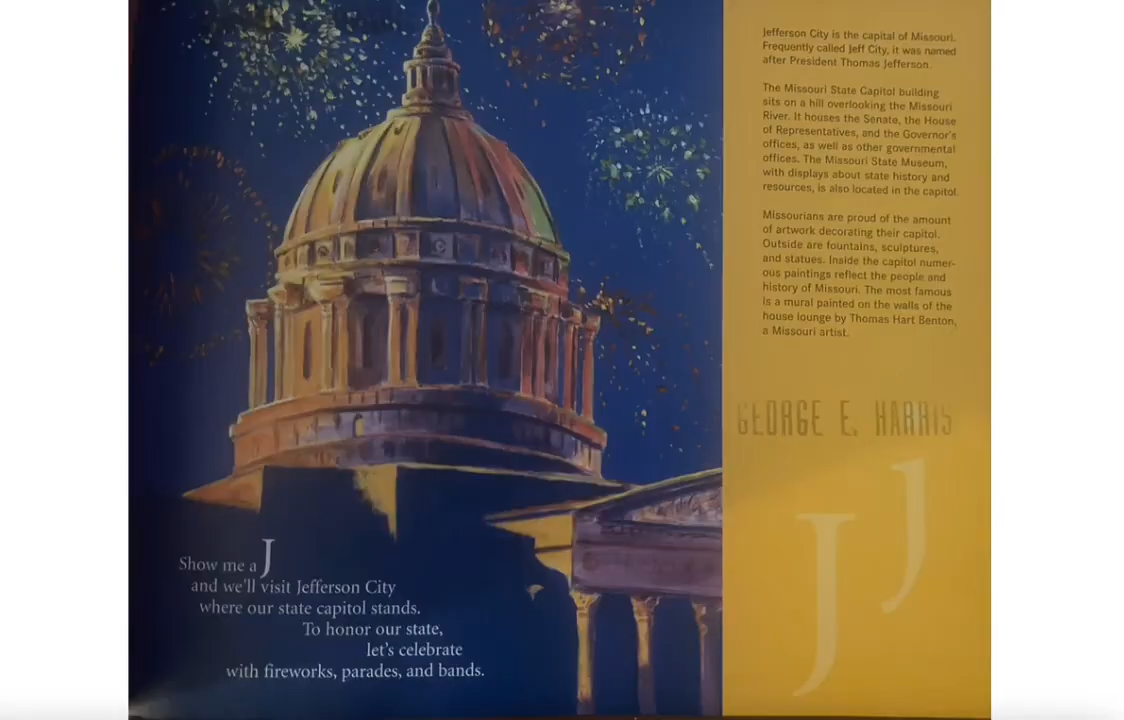 Show me a J
and we'll visit Jefferson City
where our state capitol stands.
To honor our state,
let's celebrate
with fireworks, parades, and bands.
Jefferson City is the capital of Missouri.
Frequently called Jeff City, it was named
after President Thomas Jefferson.
The Missouri State Capitol building
sits on a hill overlooking the Missouri
River. It houses the Senate, the House
of Representatives, and the Governor's
offices, as well as other governmental
offices. The Missouri State Museum,
with displays about state history and
resources, is also located in the capitol.
Missourians are proud of the amount
of artwork decorating their capitol.
Outside are fountains, sculptures,
and statues. Inside the capitol numer-
ous paintings reflect the people and
history of Missouri. The most famous
is a mural painted on the walls of the
house lounge by Thomas Hart Benton,
a Missouri artist.
GEORGE E. HARRIS
J J